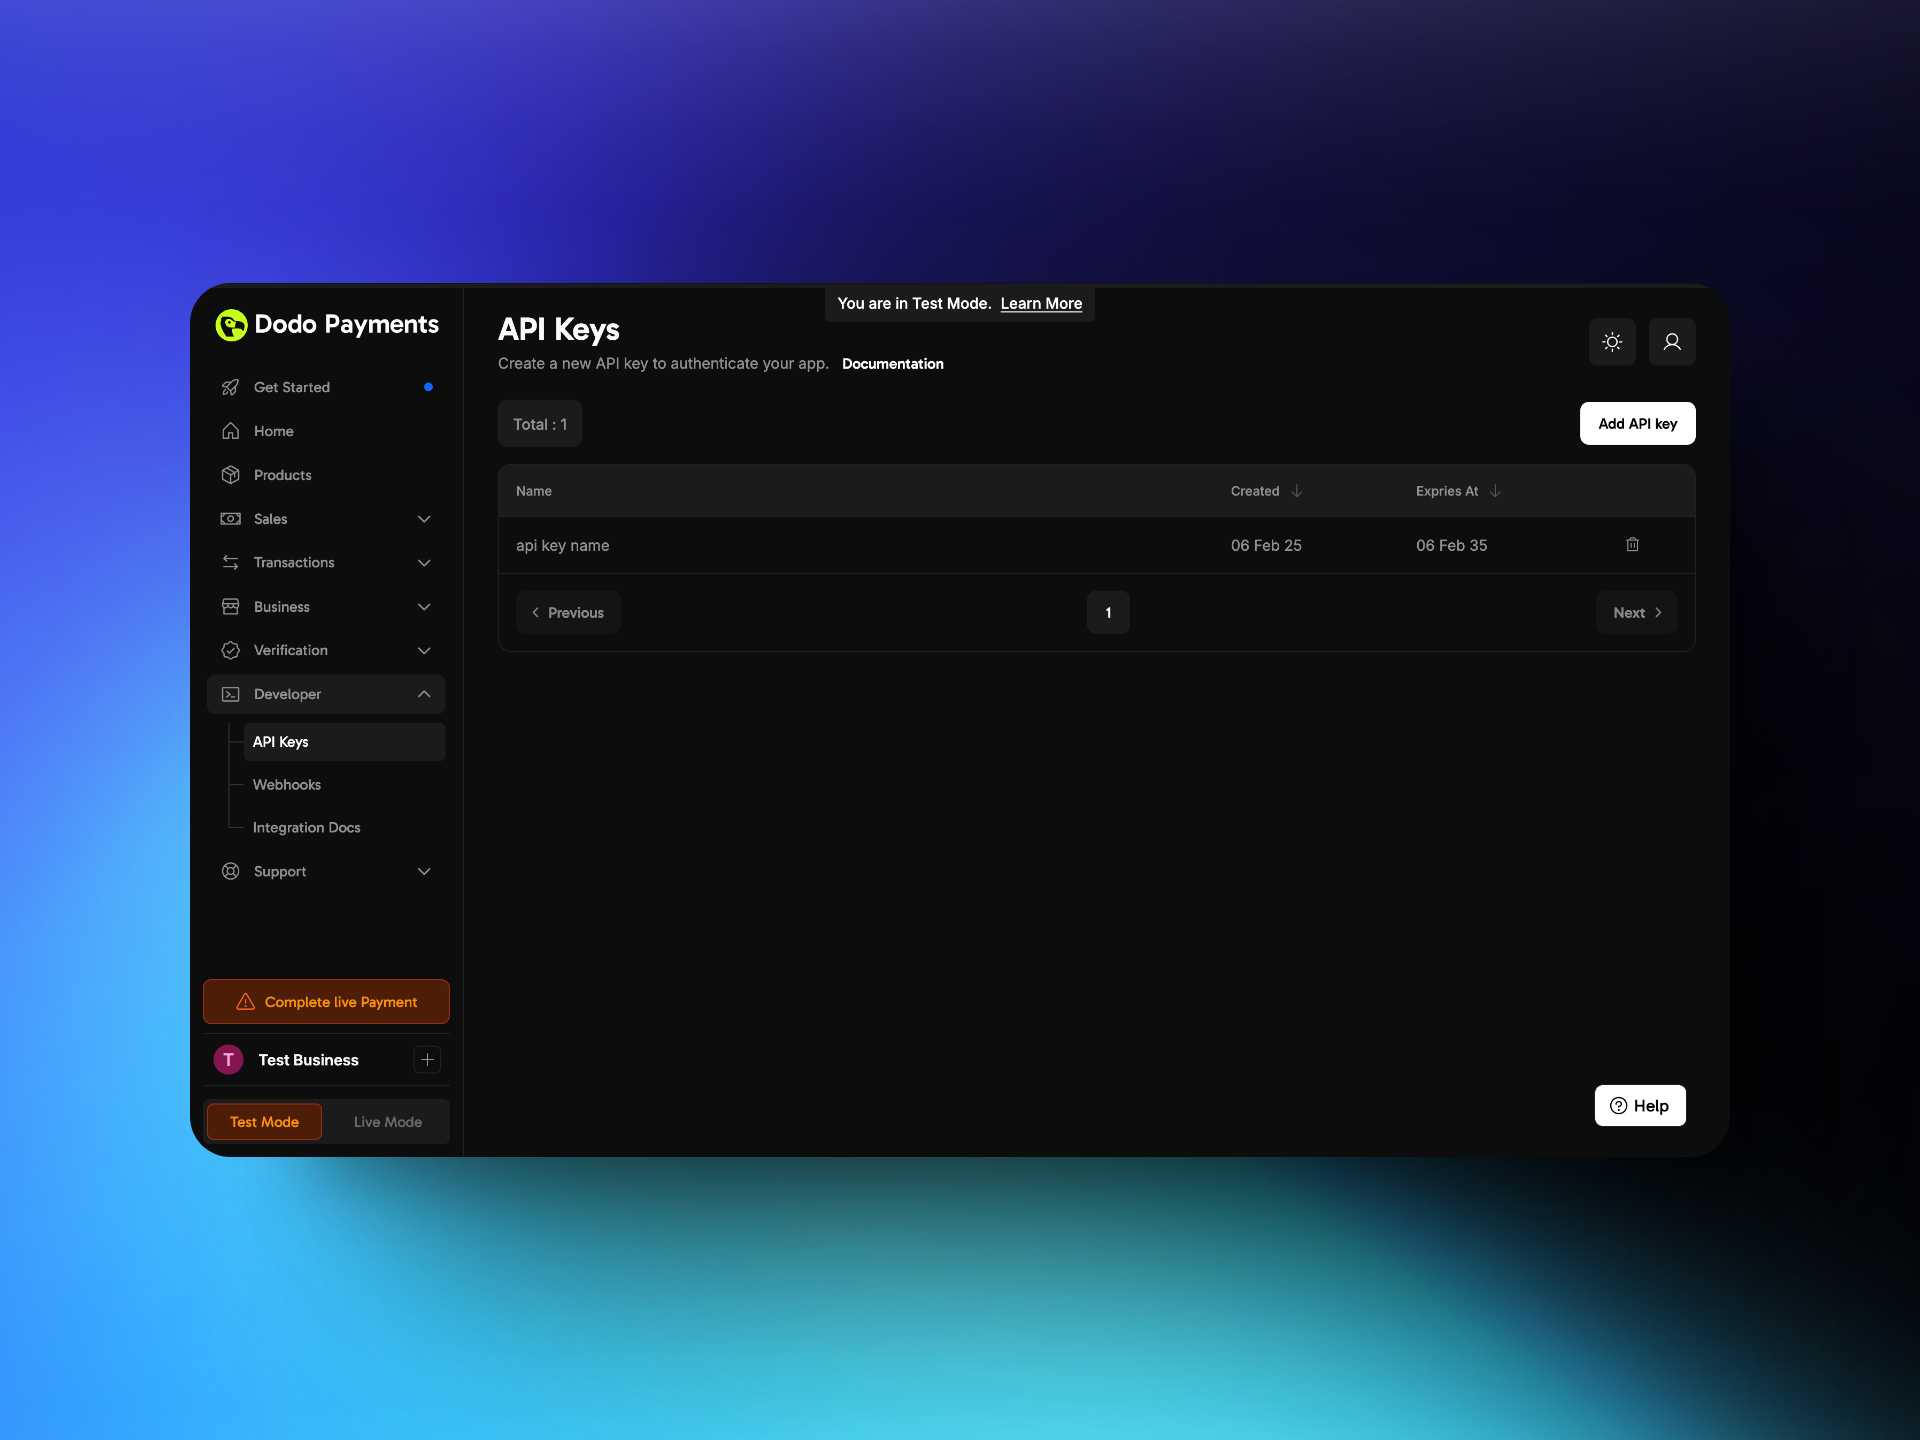 Dodo Payments
Get Started
Home
Products
Sales
Transactions
Business
Verification
Developer
API Keys
Webhooks
Integration Docs
Support
Complete live Payment
T Test Business
Test Mode Live Mode
You are in Test Mode. Learn More
API Keys
Create a new API key to authenticate your app. Documentation
Total : 1 Add API key
Name Created Expries At
api key name 06 Feb 25 06 Feb 35
Previous 1 Next
Help